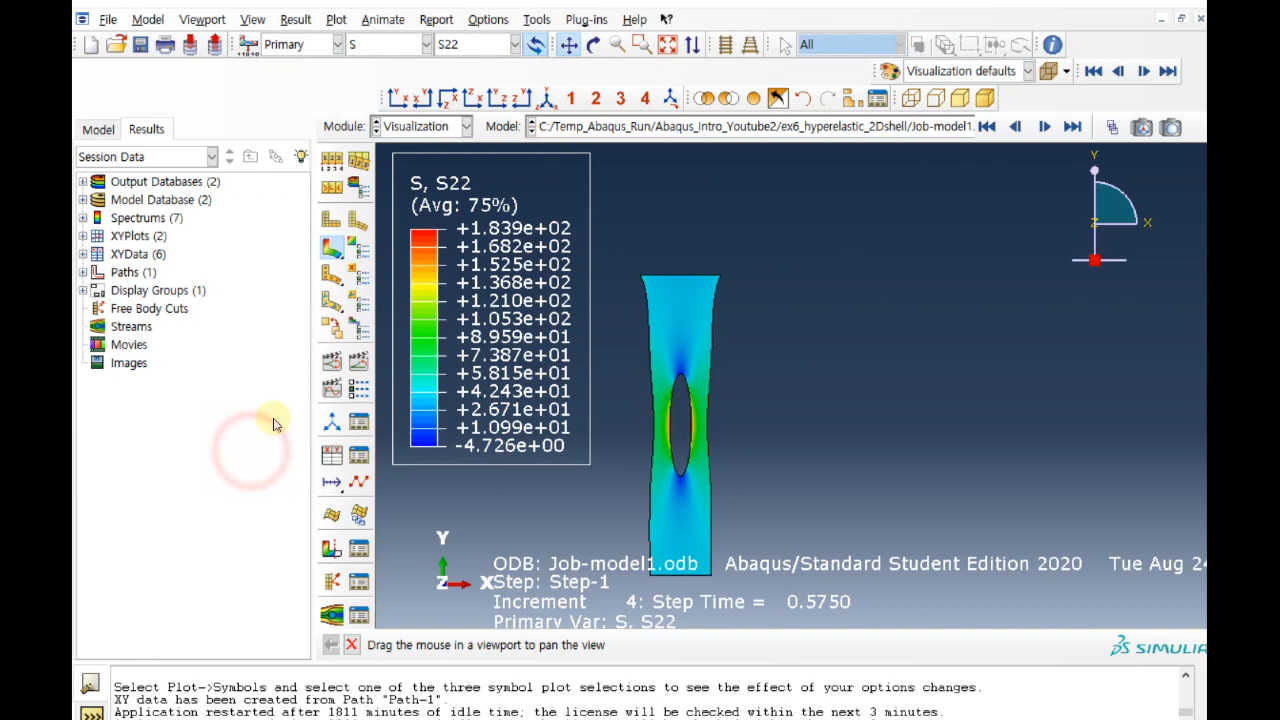 File Model Viewport View Result Plot Animate Report Options Tools Plug-ins Help
Primary S S22 All
Visualization defaults
1 2 3 4
Model Results
Module: Visualization Model: C:/Temp_Abaqus_Run/Abaqus_Intro_Youtube2/ex6_hyperelastic_2Dshell/Job-model1.
Session Data
Output Databases (2)
Model Database (2)
Spectrums (7)
XYPlots (2)
XYData (6)
Paths (1)
Display Groups (1)
Free Body Cuts
Streams
Movies
Images
S, S22
(Avg: 75%)
+1.839e+02
+1.682e+02
+1.525e+02
+1.368e+02
+1.210e+02
+1.053e+02
+8.959e+01
+7.387e+01
+5.815e+01
+4.243e+01
+2.671e+01
+1.099e+01
-4.726e+00
Y
Z X
Y
Z X
ODB: Job-model1.odb Abaqus/Standard Student Edition 2020 Tue Aug 24
Step: Step-1
Increment 4: Step Time = 0.5750
Primary Var: S, S22
Drag the mouse in a viewport to pan the view
SIMULIA
Select Plot->Symbols and select one of the three symbol plot selections to see the effect of your options changes.
XY data has been created from Path "Path-1".
Application restarted after 1811 minutes of idle time; the license will be checked within the next 3 minutes.